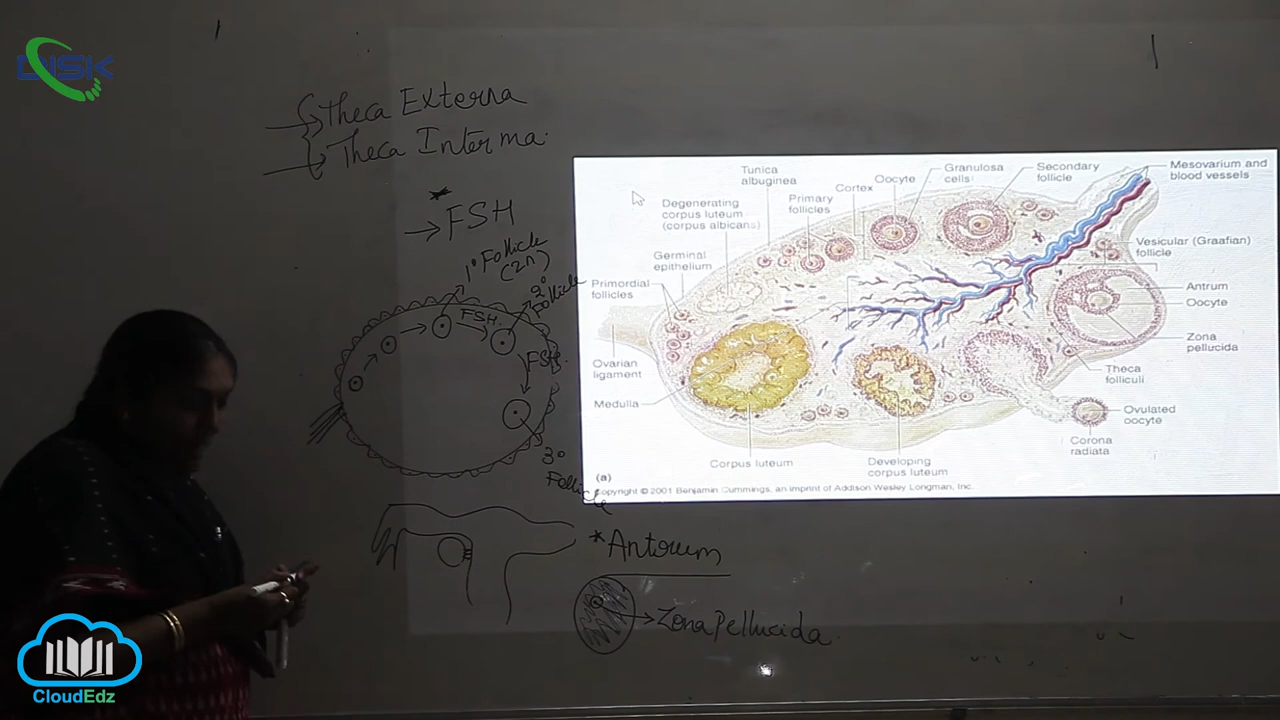 DISK
Theca Externa
Theca Interma.
*
→FSH
1° Follicle
(2n)
2°
Follicle
FSH.
FSH.
3°
Follicle
*Antrum
Zona Pellucida
Tunica
albuginea
Degenerating
corpus luteum
(corpus albicans)
Germinal
epithelium
Primordial
follicles
Primary
follicles
Cortex
Oocyte
Granulosa
cells
Secondary
follicle
Mesovarium and
blood vessels
Vesicular (Graafian)
follicle
Antrum
Oocyte
Zona
pellucida
Theca
folliculi
Ovulated
oocyte
Corona
radiata
Ovarian
ligament
Medulla
Corpus luteum
Developing
corpus luteum
(a)
Copyright © 2001 Benjamin Cummings, an imprint of Addison Wesley Longman, Inc.
CloudEdz